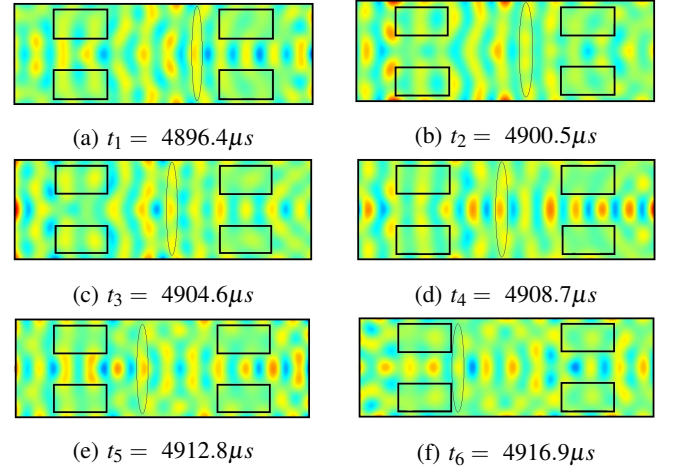 (a) t₁ = 4896.4μs
(b) t₂ = 4900.5μs
(c) t₃ = 4904.6μs
(d) t₄ = 4908.7μs
(e) t₅ = 4912.8μs
(f) t₆ = 4916.9μs